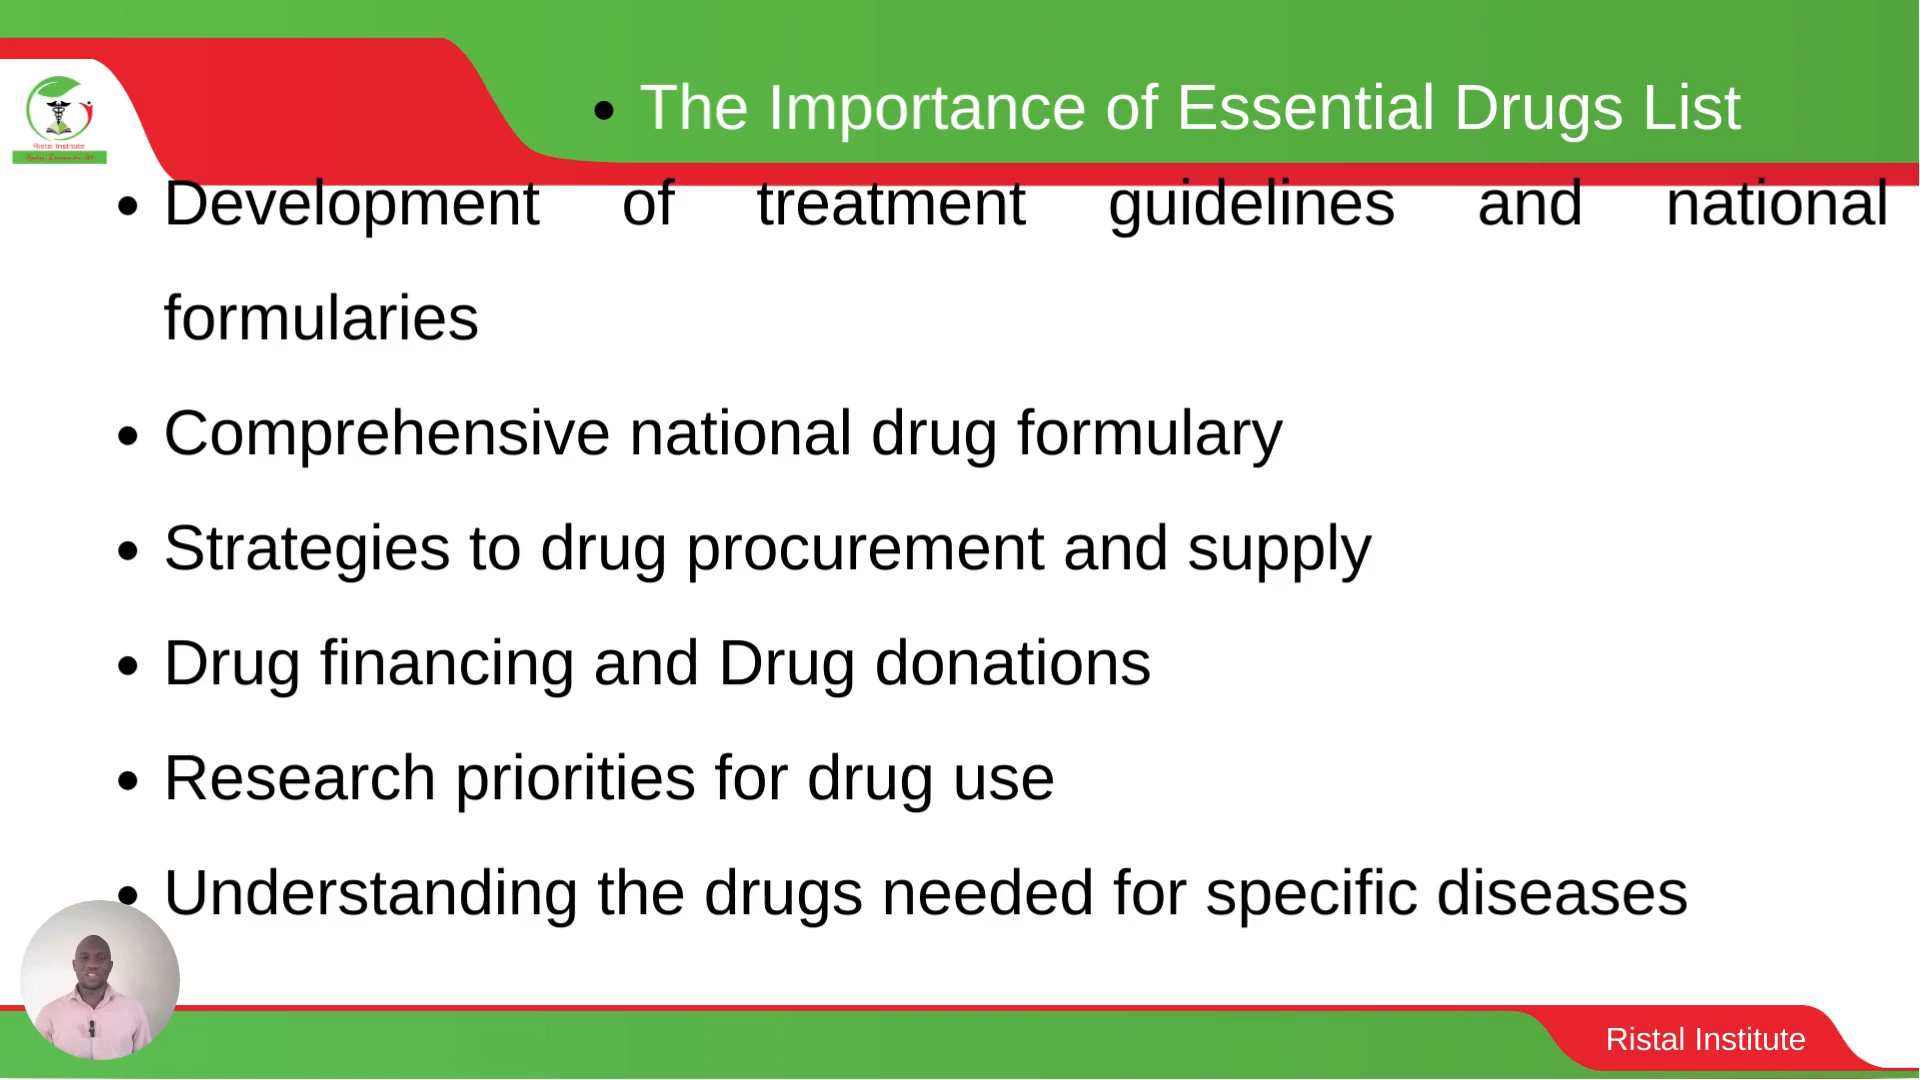 The Importance of Essential Drugs List
Development of treatment guidelines and national
formularies
Comprehensive national drug formulary
Strategies to drug procurement and supply
Drug financing and Drug donations
Research priorities for drug use
Understanding the drugs needed for specific diseases
Ristal Institute
Ristal Institute